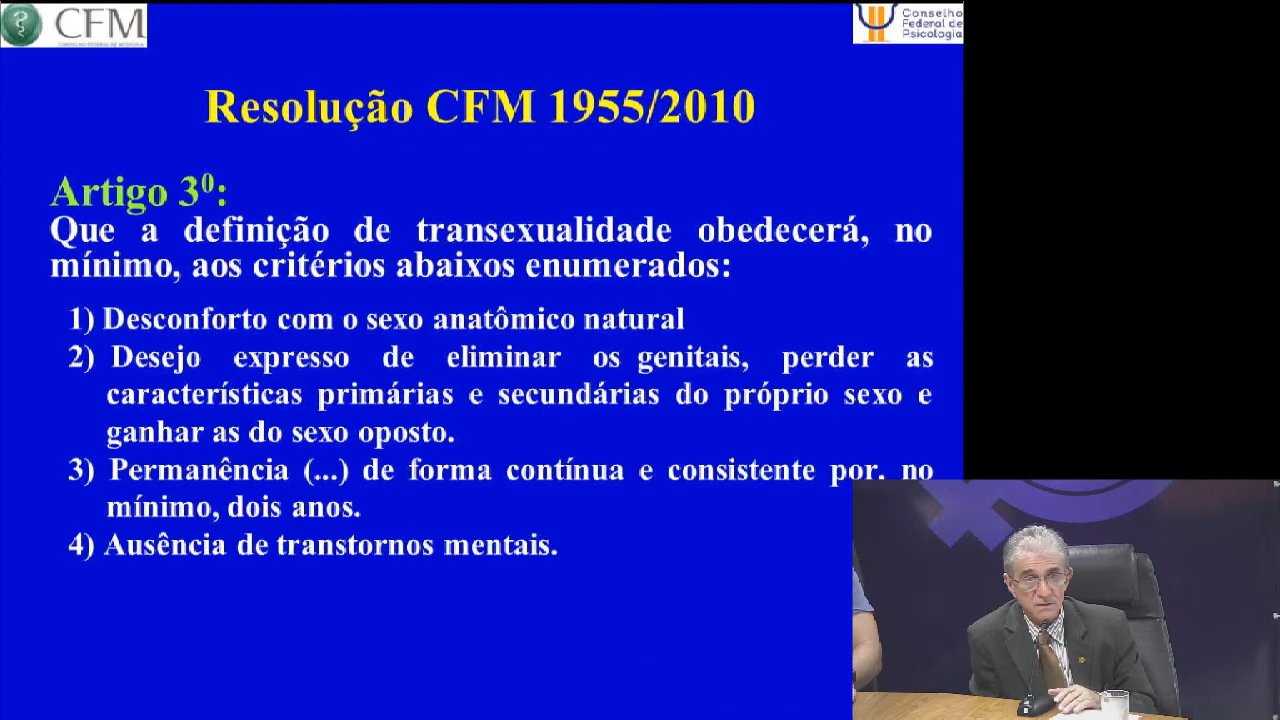 CFM
Conselho
Federal de
Psicologia
Resolução CFM 1955/2010
Artigo 3⁰:
Que a definição de transexualidade obedecerá, no
mínimo, aos critérios abaixos enumerados:
1) Desconforto com o sexo anatômico natural
2) Desejo expresso de eliminar os genitais, perder as
características primárias e secundárias do próprio sexo e
ganhar as do sexo oposto.
3) Permanência (...) de forma contínua e consistente por, no
mínimo, dois anos.
4) Ausência de transtornos mentais.